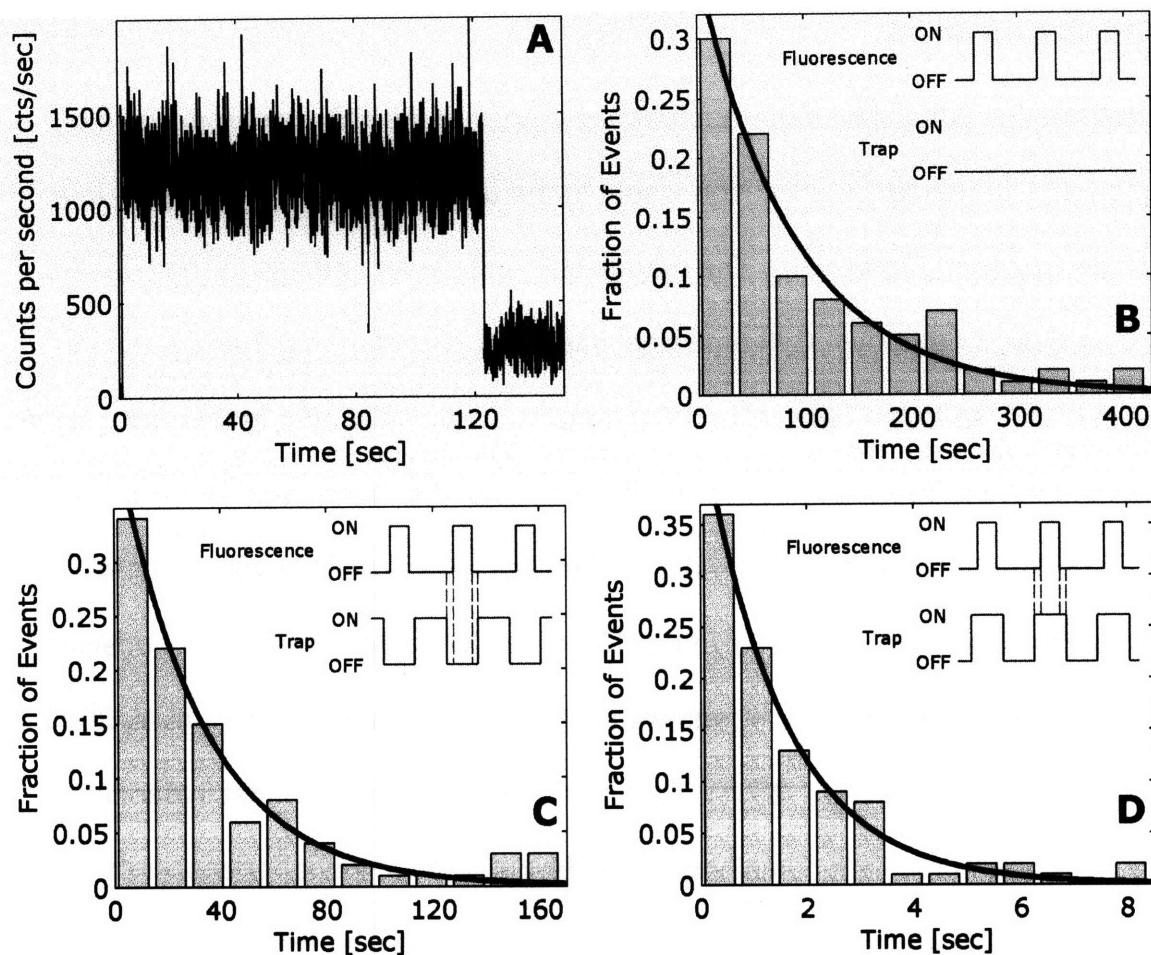 A
Counts per second [cts/sec]
1500
1000
500
0
0 40 80 120
Time [sec]
B
Fraction of Events
0.3
0.25
0.2
0.15
0.1
0.05
0
0 100 200 300 400
Time [sec]
Fluorescence
ON
OFF
Trap
ON
OFF
C
Fraction of Events
0.3
0.25
0.2
0.15
0.1
0.05
0
0 40 80 120 160
Time [sec]
Fluorescence
ON
OFF
Trap
ON
OFF
D
Fraction of Events
0.35
0.3
0.25
0.2
0.15
0.1
0.05
0
0 2 4 6 8
Time [sec]
Fluorescence
ON
OFF
Trap
ON
OFF